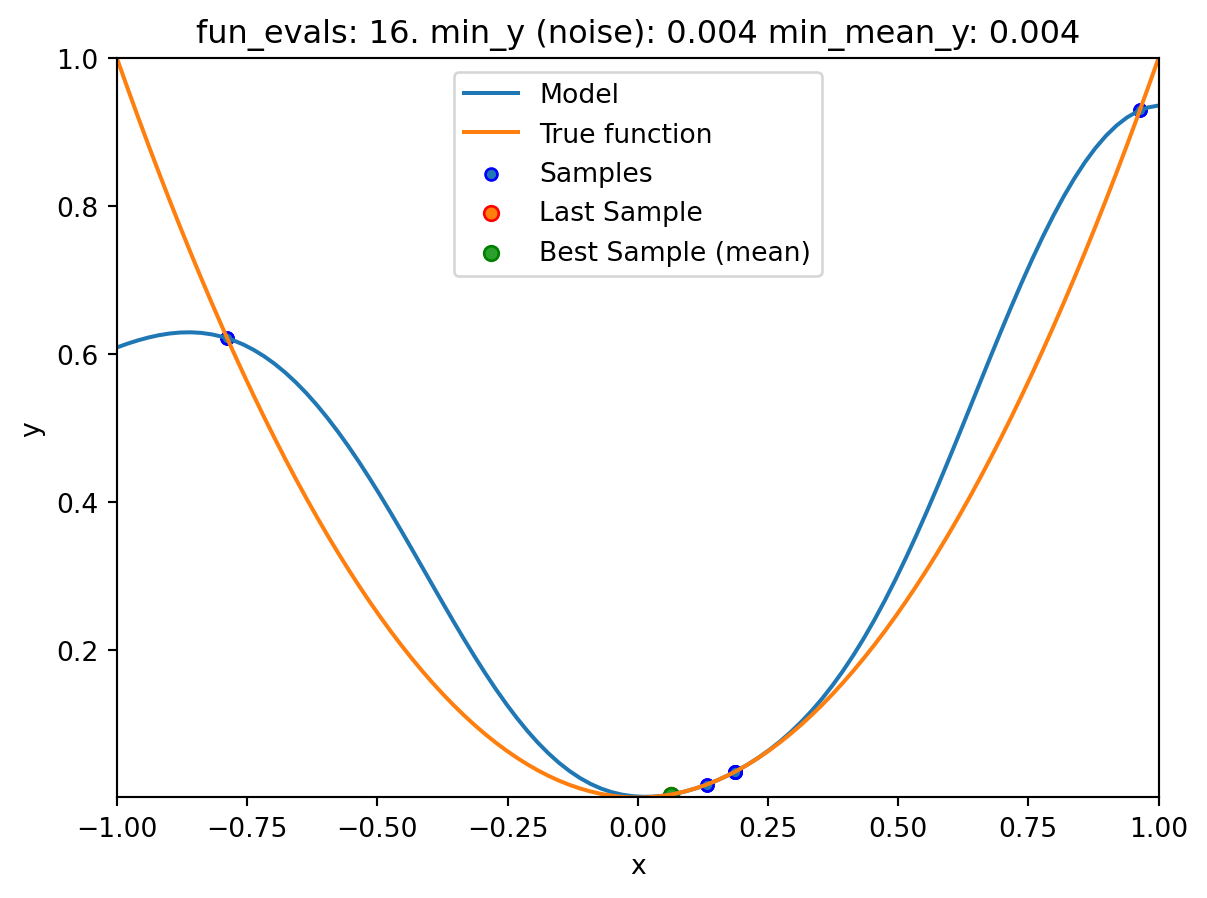 fun_evals: 16. min_y (noise): 0.004 min_mean_y: 0.004
Model
True function
Samples
Last Sample
Best Sample (mean)
y
1.0
0.8
0.6
0.4
0.2
−1.00 −0.75 −0.50 −0.25 0.00 0.25 0.50 0.75 1.00
x